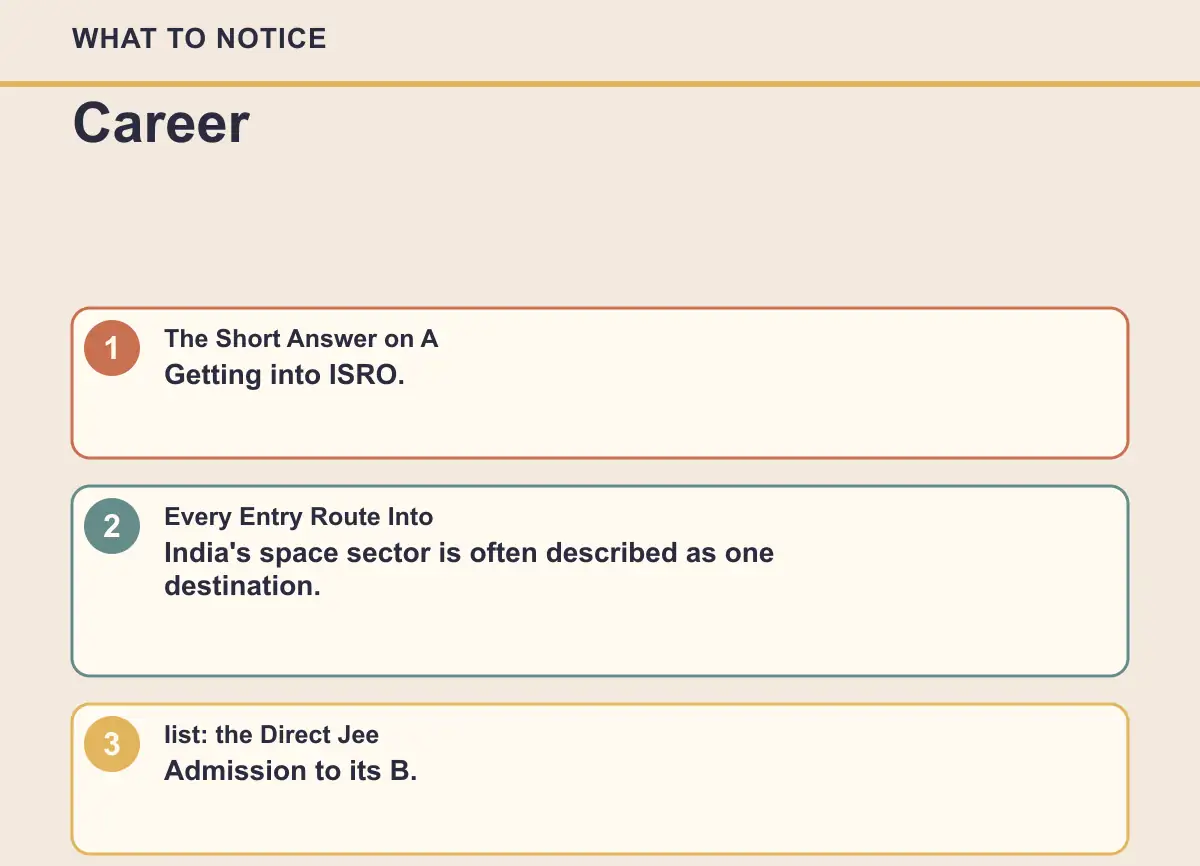 WHAT TO NOTICE
Career
1
The Short Answer on A
Getting into ISRO.
2
Every Entry Route Into
India's space sector is often described as one
destination.
3
list: the Direct Jee
Admission to its B.